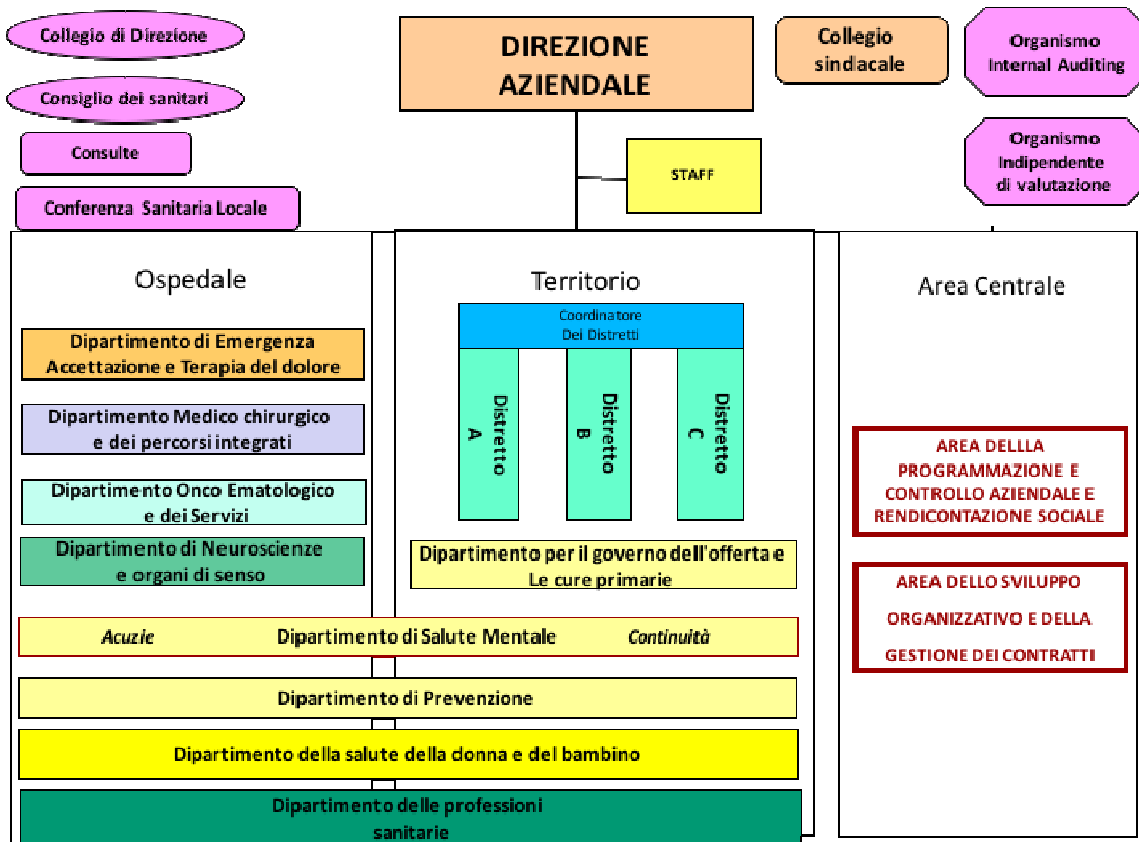 Collegio di Direzione
Consiglio dei sanitari
Consulte
Conferenza Sanitaria Locale
DIREZIONE
AZIENDALE
STAFF
Collegio
sindacale
Organismo
Internal Auditing
Organismo
Indipendente
di valutazione
Ospedale
Dipartimento di Emergenza
Accettazione e Terapia del dolore
Dipartimento Medico chirurgico
e dei percorsi integrati
Dipartimento Onco Ematologico
e dei Servizi
Dipartimento di Neuroscienze
e organi di senso
Territorio
Coordinatore
Dei Distretti
Distretto
A
Distretto
B
Distretto
C
Dipartimento per il governo dell'offerta e
Le cure primarie
Acuzie Dipartimento di Salute Mentale Continuità
Dipartimento di Prevenzione
Dipartimento della salute della donna e del bambino
Dipartimento delle professioni
sanitarie
Area Centrale
AREA DELLLA
PROGRAMMAZIONE E
CONTROLLO AZIENDALE E
RENDICONTAZIONE SOCIALE
AREA DELLO SVILUPPO
ORGANIZZATIVO E DELLA
GESTIONE DEI CONTRATTI